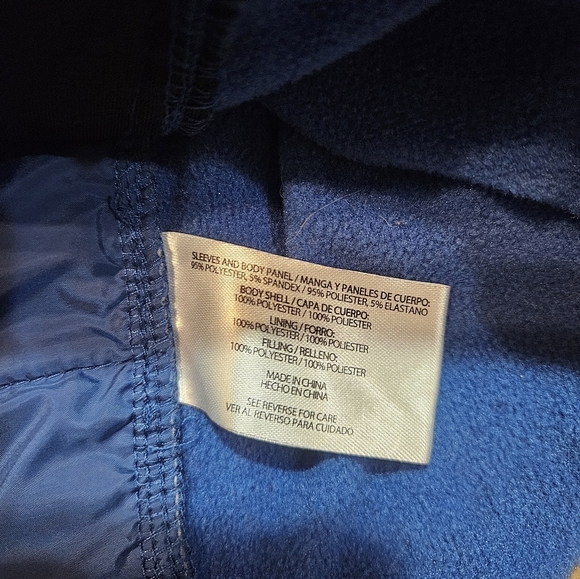 SLEEVES AND BODY PANEL / MANGA Y PANELES DE CUERPO:
95% POLYESTER, 5% SPANDEX / 95% POLIESTER, 5% ELASTANO
BODY SHELL / CAPA DE CUERPO:
100% POLYESTER / 100% POLIESTER
LINING / FORRO:
100% POLYESTER / 100% POLIESTER
FILLING / RELLENO:
100% POLYESTER / 100% POLIESTER
MADE IN CHINA
HECHO EN CHINA
SEE REVERSE FOR CARE
VER AL REVERSO PARA CUIDADO